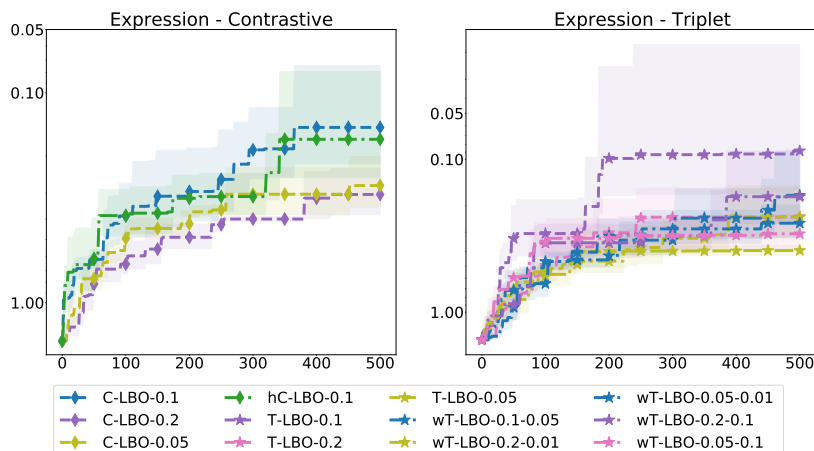 Expression - Contrastive
0.05
0.10
1.00
0 100 200 300 400 500
Expression - Triplet
0.05
0.10
1.00
0 100 200 300 400 500
C-LBO-0.1 hC-LBO-0.1 T-LBO-0.05 wT-LBO-0.05-0.01
C-LBO-0.2 T-LBO-0.1 wT-LBO-0.1-0.05 wT-LBO-0.2-0.1
C-LBO-0.05 T-LBO-0.2 wT-LBO-0.2-0.01 wT-LBO-0.05-0.1